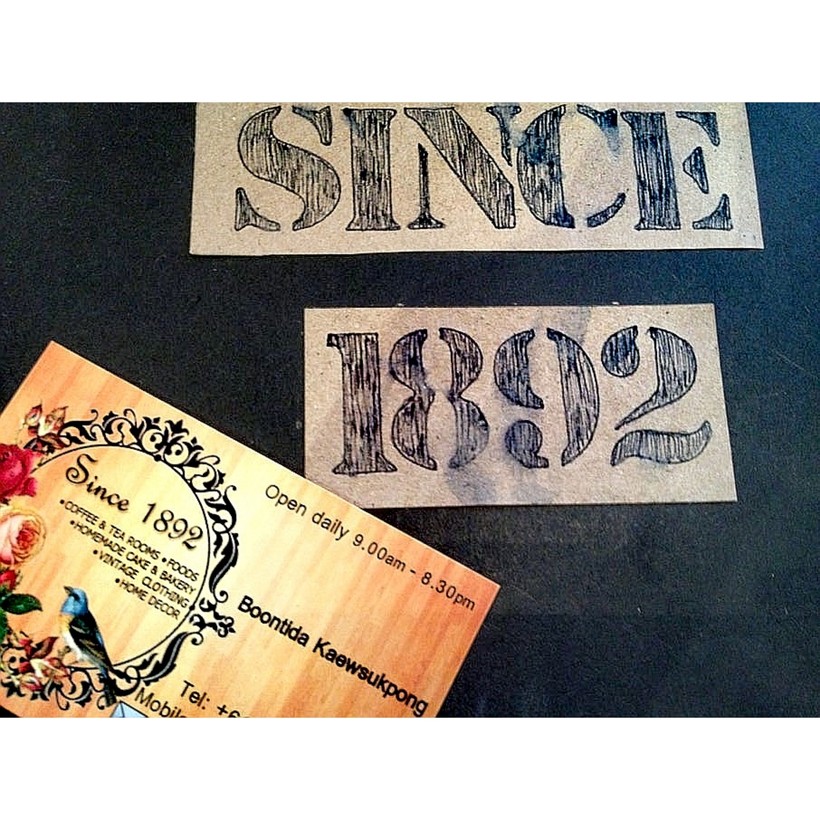 SINCE
1892
Since 1892
•COFFEE & TEA ROOMS •FOODS
•HOMEMADE CAKE & BAKERY
•VINTAGE CLOTHING
•HOME DECOR
Open daily 9.00am - 8.30pm
Boontida Kaewsukpong
Tel: